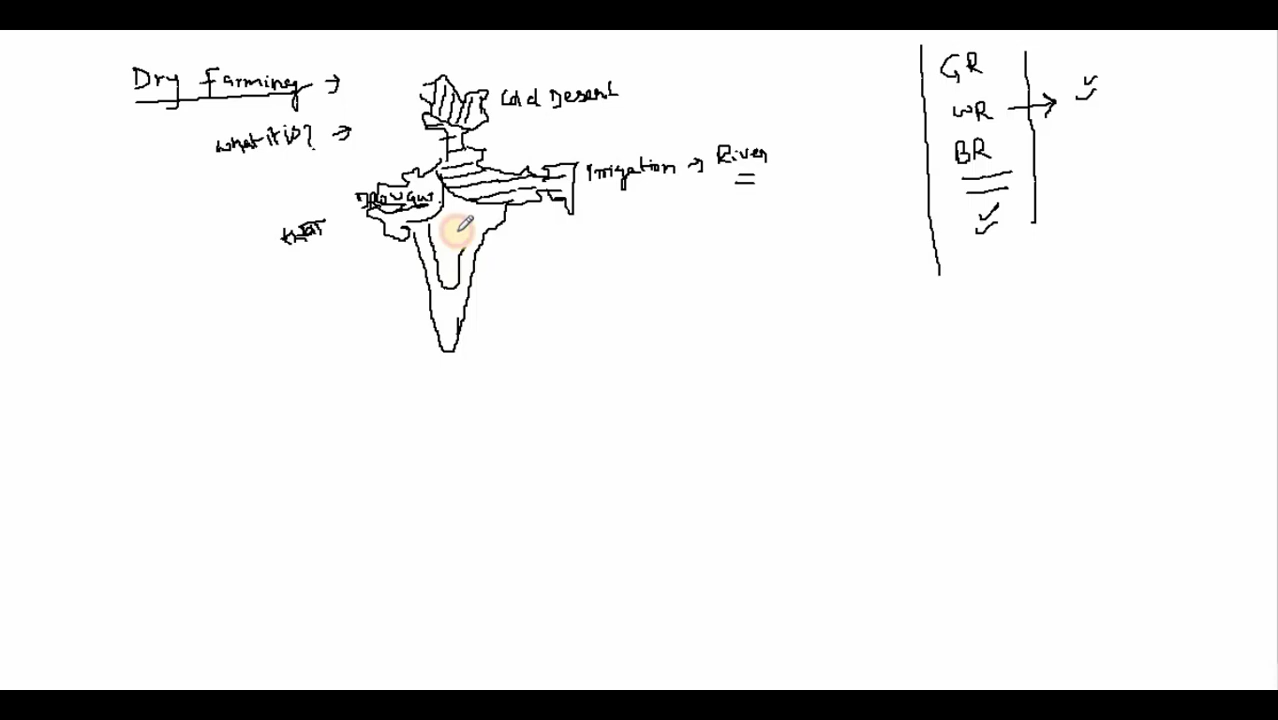 Dry Farming →
what it is? →
Cold Desert
Irrigation → River
GR
WR →
BR